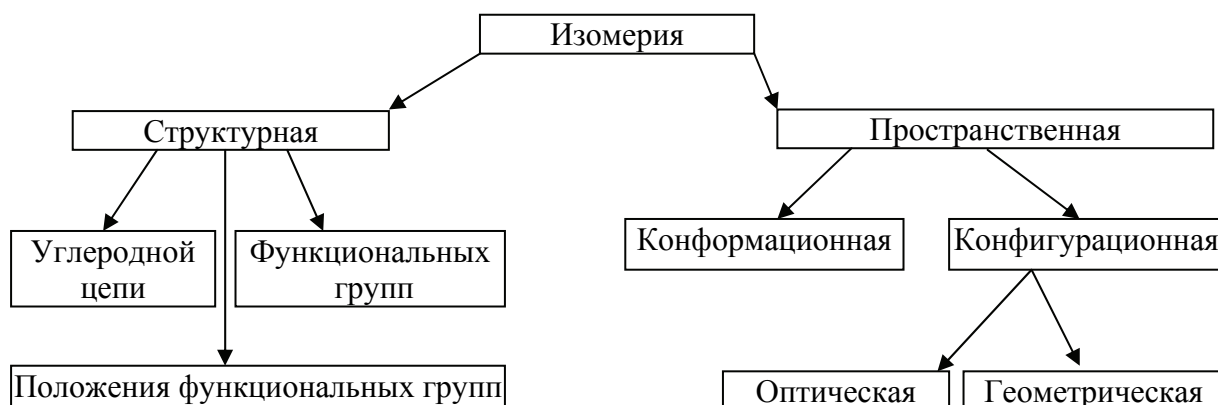 Изомерия
Структурная
Пространственная
Углеродной
цепи
Функциональных
групп
Конформационная
Конфигурационная
Положения функциональных групп
Оптическая
Геометрическая